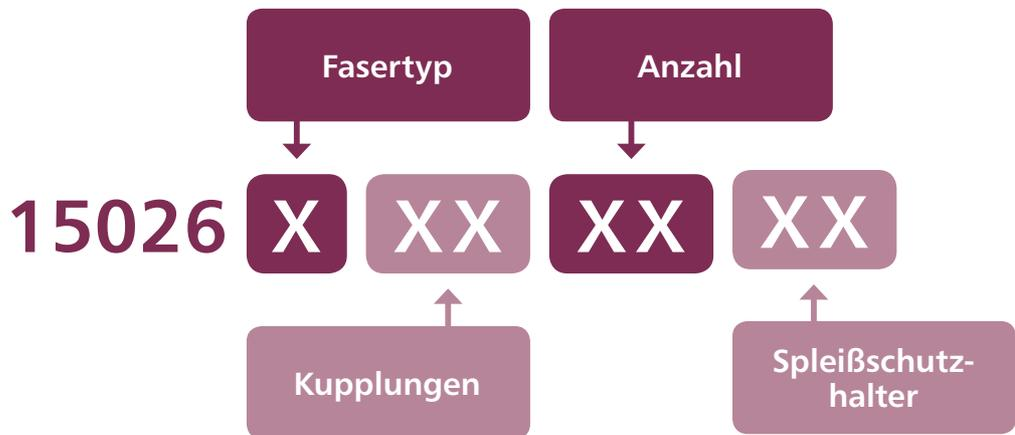 Fasertyp
Anzahl
15026 X XX XX XX
Kupplungen
Spleißschutz-
halter